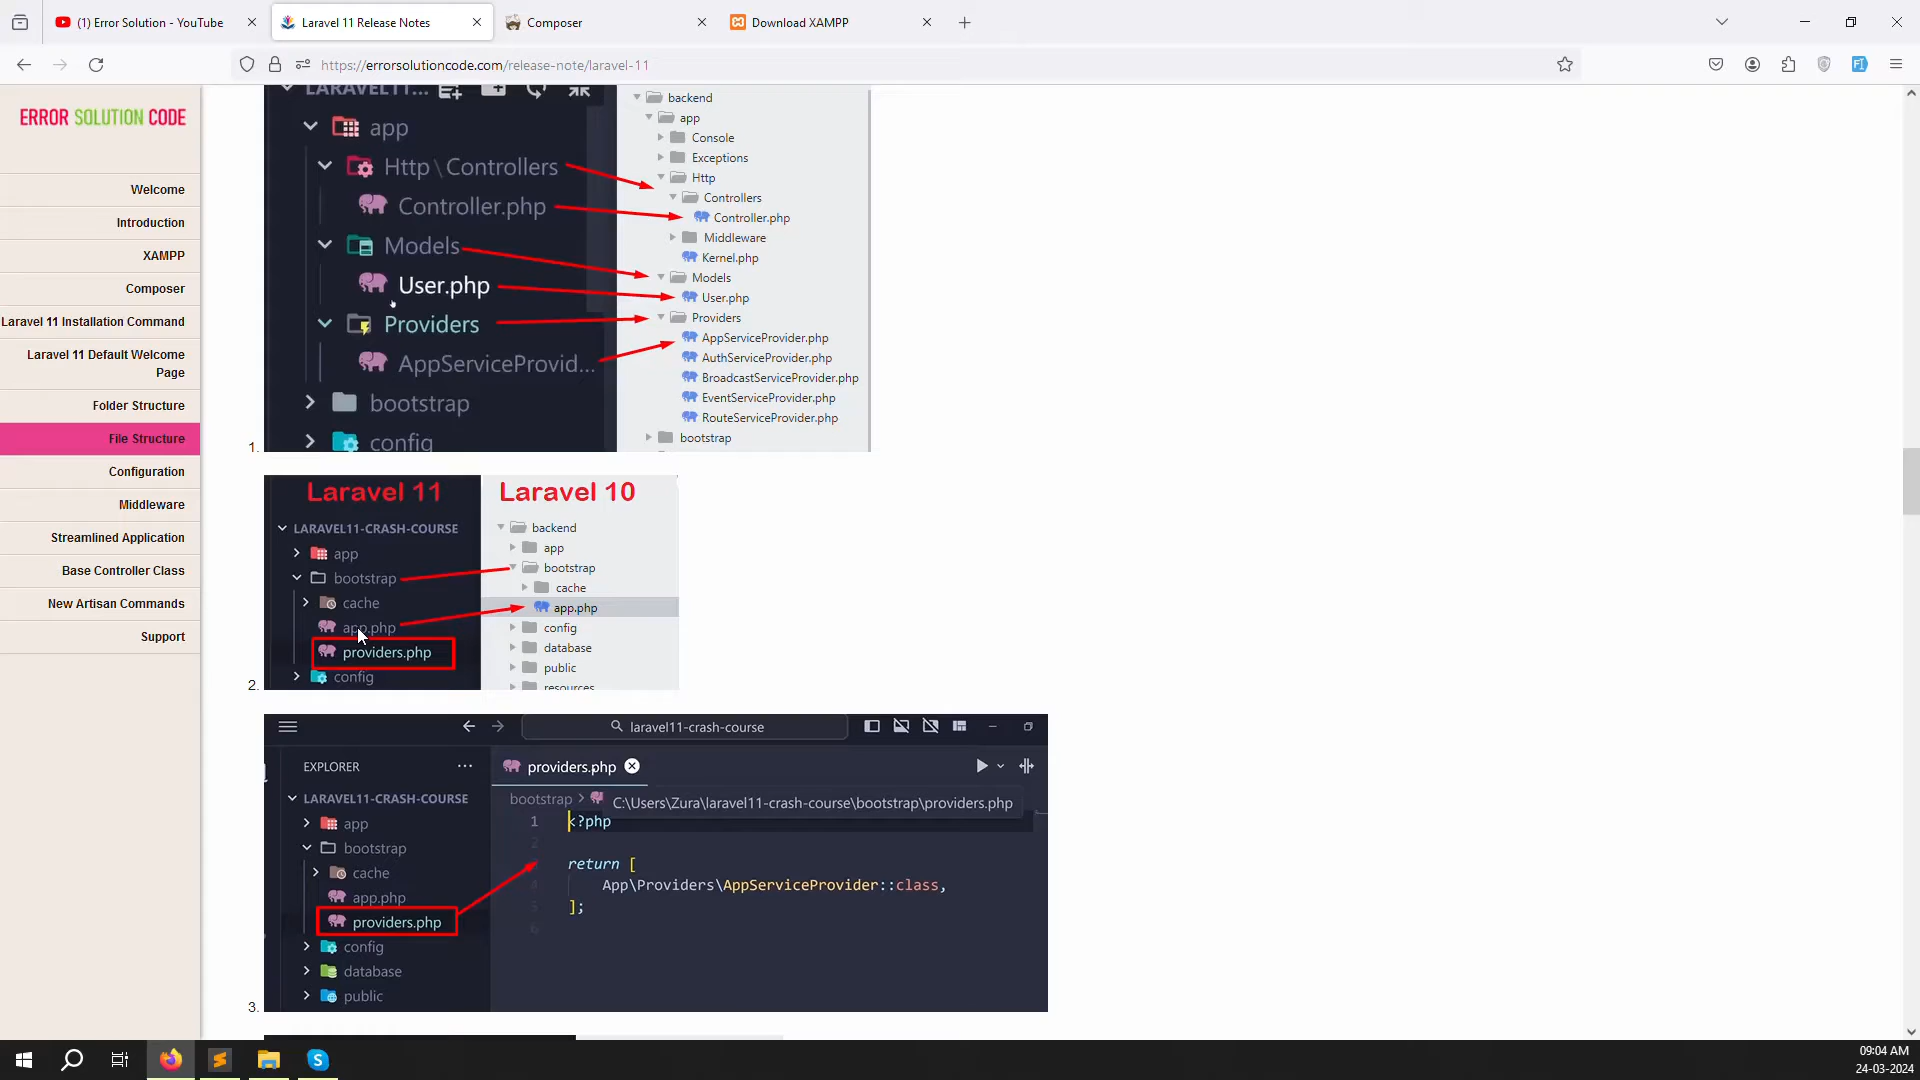 (1) Error Solution - YouTube
Laravel 11 Release Notes
Composer
Download XAMPP
https://errorsolutioncode.com/release-note/laravel-11
ERROR SOLUTION CODE
Welcome
Introduction
XAMPP
Composer
Laravel 11 Installation Command
Laravel 11 Default Welcome
Page
Folder Structure
File Structure
Configuration
Middleware
Streamlined Application
Base Controller Class
New Artisan Commands
Support
LARAVEL11-...
app
Http\Controllers
Controller.php
Models
User.php
Providers
AppServiceProvid...
bootstrap
config
backend
app
Console
Exceptions
Http
Controllers
Controller.php
Middleware
Kernel.php
Models
User.php
Providers
AppServiceProvider.php
AuthServiceProvider.php
BroadcastServiceProvider.php
EventServiceProvider.php
RouteServiceProvider.php
bootstrap
1.
Laravel 11
LARAVEL11-CRASH-COURSE
app
bootstrap
cache
app.php
providers.php
config
Laravel 10
backend
app
bootstrap
cache
app.php
config
database
public
resources
2.
laravel11-crash-course
EXPLORER
LARAVEL11-CRASH-COURSE
app
bootstrap
cache
app.php
providers.php
config
database
public
providers.php
bootstrap >
C:\Users\Zura\laravel11-crash-course\bootstrap\providers.php
1 <?php
2
return [
4 App\Providers\AppServiceProvider::class,
5 ];
6
3.
09:04 AM
24-03-2024